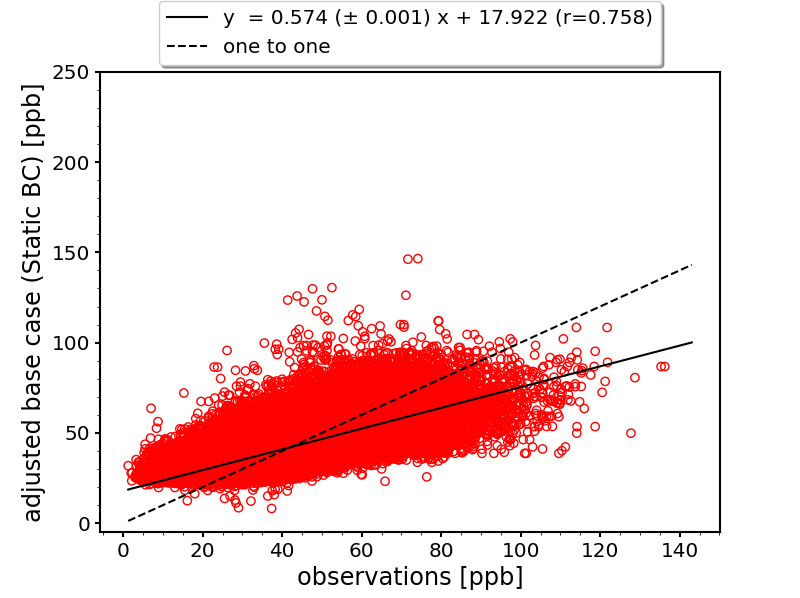 y = 0.574 (± 0.001) x + 17.922 (r=0.758)
one to one
250
200
150
100
50
0
adjusted base case (Static BC) [ppb]
0 20 40 60 80 100 120 140
observations [ppb]